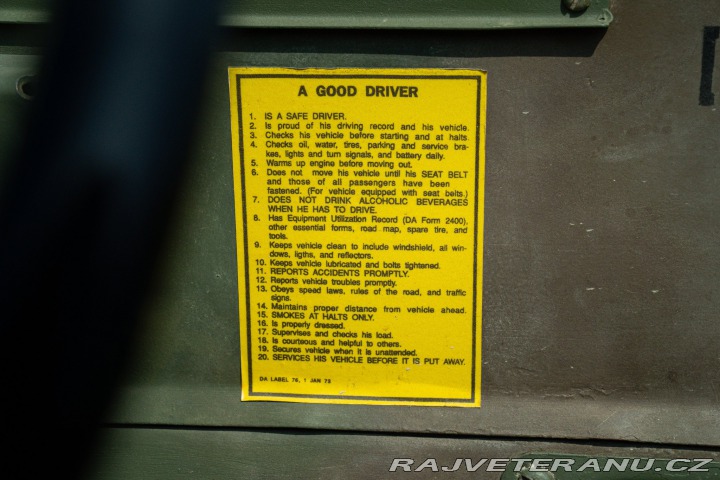 A GOOD DRIVER
1. IS A SAFE DRIVER.
2. Is proud of his driving record and his vehicle.
3. Checks his vehicle before starting and at halts.
4. Checks oil, water, tires, parking and service bra-
kes, lights and turn signals, and battery daily.
5. Warms up engine before moving out.
6. Does not move his vehicle until his SEAT BELT
and those of all passengers have been
fastened. (For vehicle equipped with seat belts.)
7. DOES NOT DRINK ALCOHOLIC BEVERAGES
WHEN HE HAS TO DRIVE.
8. Has Equipment Utilization Record (DA Form 2400),
other essential forms, road map, spare tire, and
tools.
9. Keeps vehicle clean to include windshield, all win-
dows, ligths, and reflectors.
10. Keeps vehicle lubricated and bolts tightened.
11. REPORTS ACCIDENTS PROMPTLY.
12. Reports vehicle troubles promptly.
13. Obeys speed laws, rules of the road, and traffic
signs.
14. Maintains proper distance from vehicle ahead.
15. SMOKES AT HALTS ONLY.
16. Is properly dressed.
17. Supervises and checks his load.
18. Is courteous and helpful to others.
19. Secures vehicle when it is unattended.
20. SERVICES HIS VEHICLE BEFORE IT IS PUT AWAY.
DA LABEL 76, 1 JAN 73
RAJVETERANU.CZ